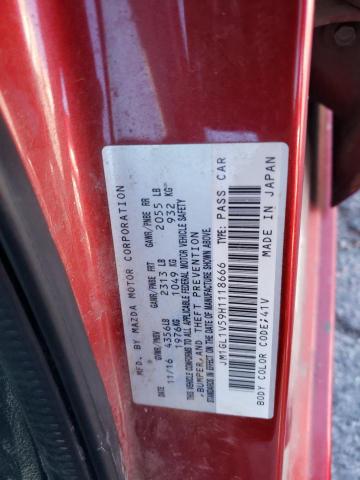 MFD. BY MAZDA MOTOR CORPORATION
GVWR/PNBV GAWR/PNBE FRT GAWR/PNBE RR
DATE
11/16 4356LB 2313 LB 2055 LB
1976KG 1049 KG 932 KG
THIS VEHICLE CONFORMS TO ALL APPLICABLE FEDERAL MOTOR VEHICLE SAFETY
BUMPER, AND THEFT PREVENTION
STANDARDS IN EFFECT ON THE DATE OF MANUFACTURE SHOWN ABOVE.
JM1GL1V59H1118666 TYPE: PASS CAR
BODY COLOR CODE:41V MADE IN JAPAN